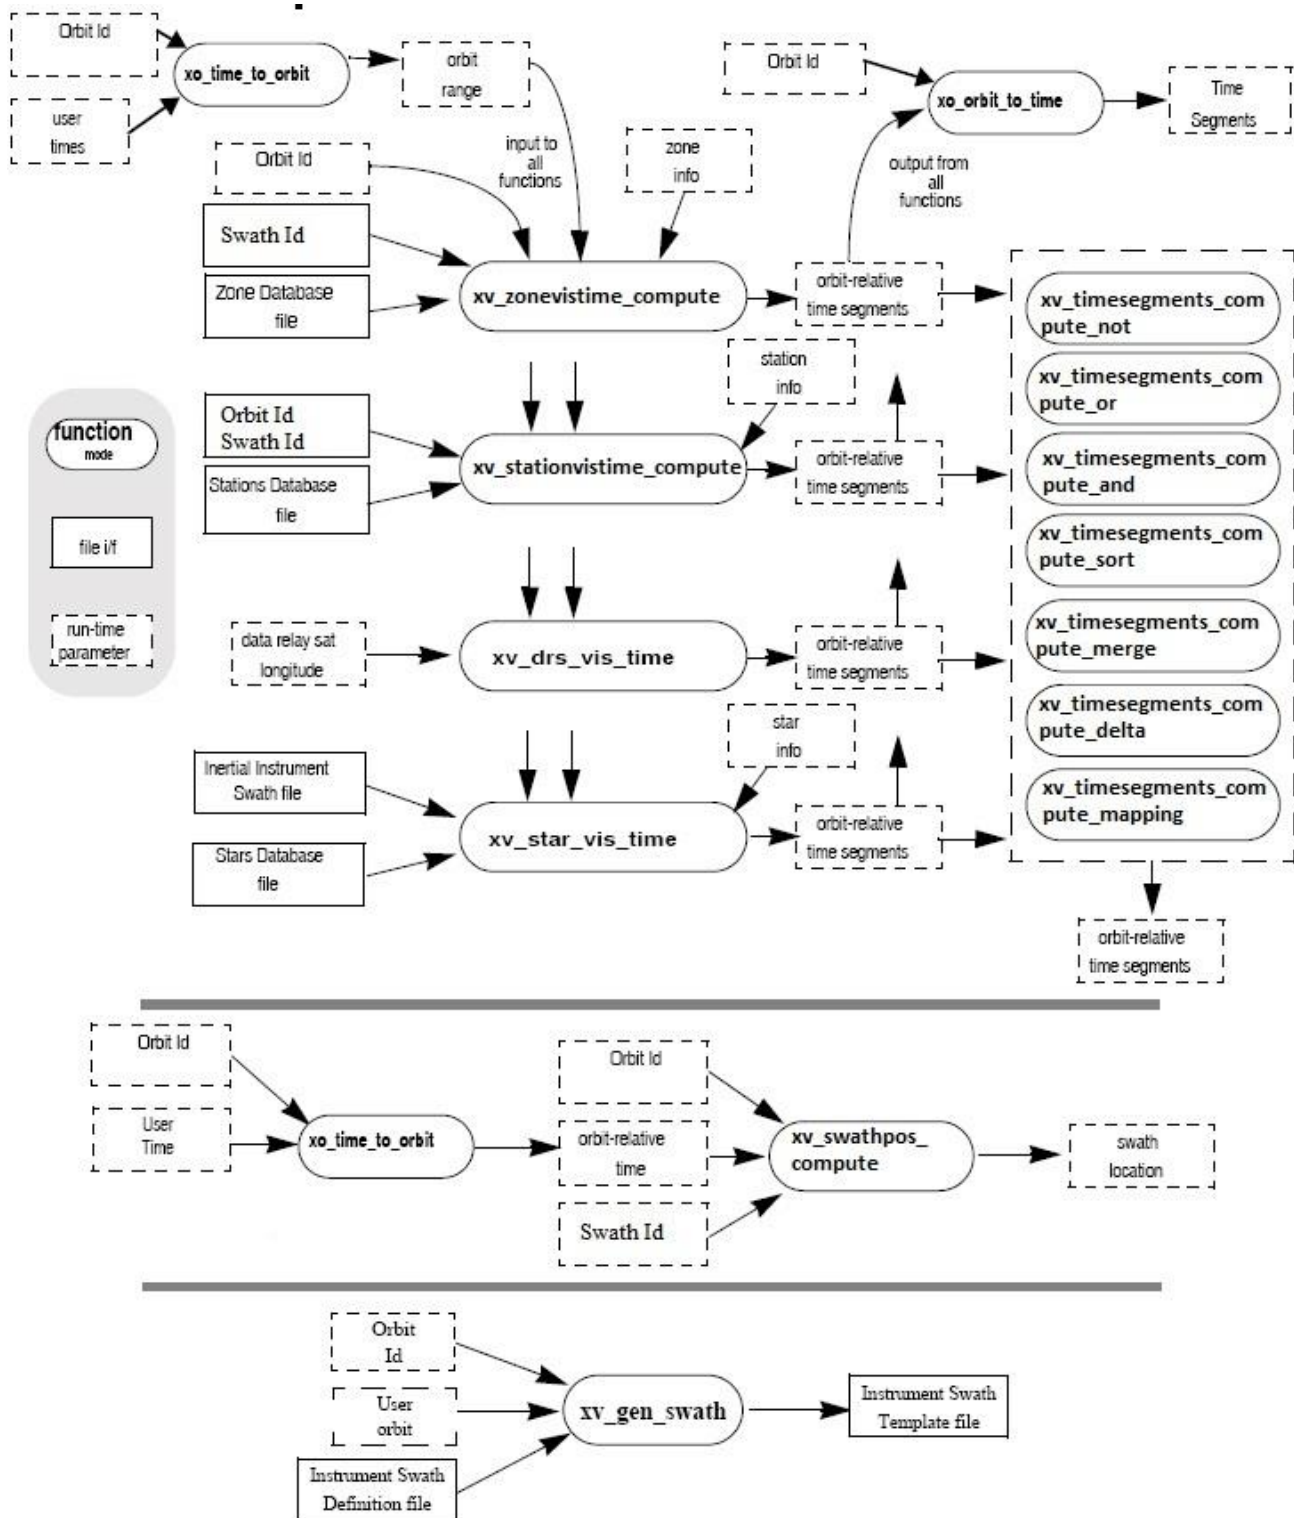 Orbit Id
xo_time_to_orbit
user
times
orbit
range
Orbit Id
xo_orbit_to_time
Time
Segments
Orbit Id
input to
all
functions
zone
info
output from
all
functions
Swath Id
Zone Database
file
xv_zonevistime_compute
orbit-relative
time segments
station
info
Orbit Id
Swath Id
Stations Database
file
xv_stationvistime_compute
orbit-relative
time segments
function
mode
file i/f
run-time
parameter
data relay sat
longitude
xv_drs_vis_time
orbit-relative
time segments
star
info
Inertial Instrument
Swath file
Stars Database
file
xv_star_vis_time
orbit-relative
time segments
xv_timesegments_com
pute_not
xv_timesegments_com
pute_or
xv_timesegments_com
pute_and
xv_timesegments_com
pute_sort
xv_timesegments_com
pute_merge
xv_timesegments_com
pute_delta
xv_timesegments_com
pute_mapping
orbit-relative
time segments
Orbit Id
User
Time
xo_time_to_orbit
Orbit Id
orbit-relative
time
Swath Id
xv_swathpos_
compute
swath
location
Orbit
Id
User
orbit
Instrument Swath
Definition file
xv_gen_swath
Instrument Swath
Template file